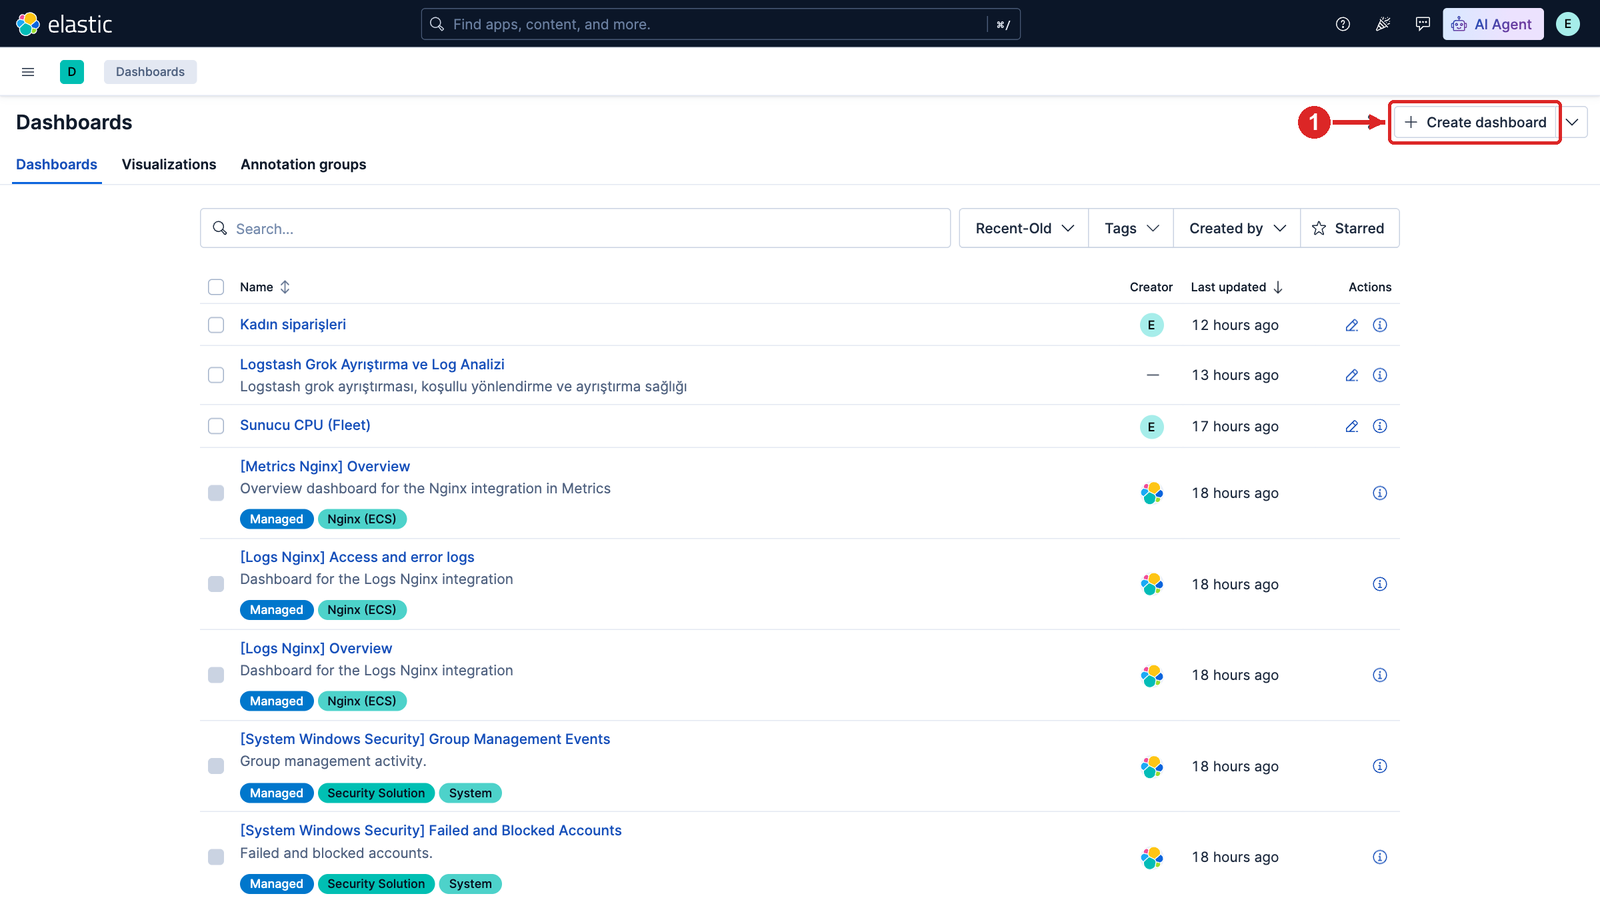 elastic
Find apps, content, and more.
⌘/
AI Agent
E
D
Dashboards
Dashboards
1
Create dashboard
Dashboards
Visualizations
Annotation groups
Search...
Recent-Old
Tags
Created by
Starred
Name
Creator
Last updated
Actions
Kadın siparişleri
E
12 hours ago
Logstash Grok Ayrıştırma ve Log Analizi
Logstash grok ayrıştırması, koşullu yönlendirme ve ayrıştırma sağlığı
—
13 hours ago
Sunucu CPU (Fleet)
E
17 hours ago
[Metrics Nginx] Overview
Overview dashboard for the Nginx integration in Metrics
Managed
Nginx (ECS)
18 hours ago
[Logs Nginx] Access and error logs
Dashboard for the Logs Nginx integration
Managed
Nginx (ECS)
18 hours ago
[Logs Nginx] Overview
Dashboard for the Logs Nginx integration
Managed
Nginx (ECS)
18 hours ago
[System Windows Security] Group Management Events
Group management activity.
Managed
Security Solution
System
18 hours ago
[System Windows Security] Failed and Blocked Accounts
Failed and blocked accounts.
Managed
Security Solution
System
18 hours ago